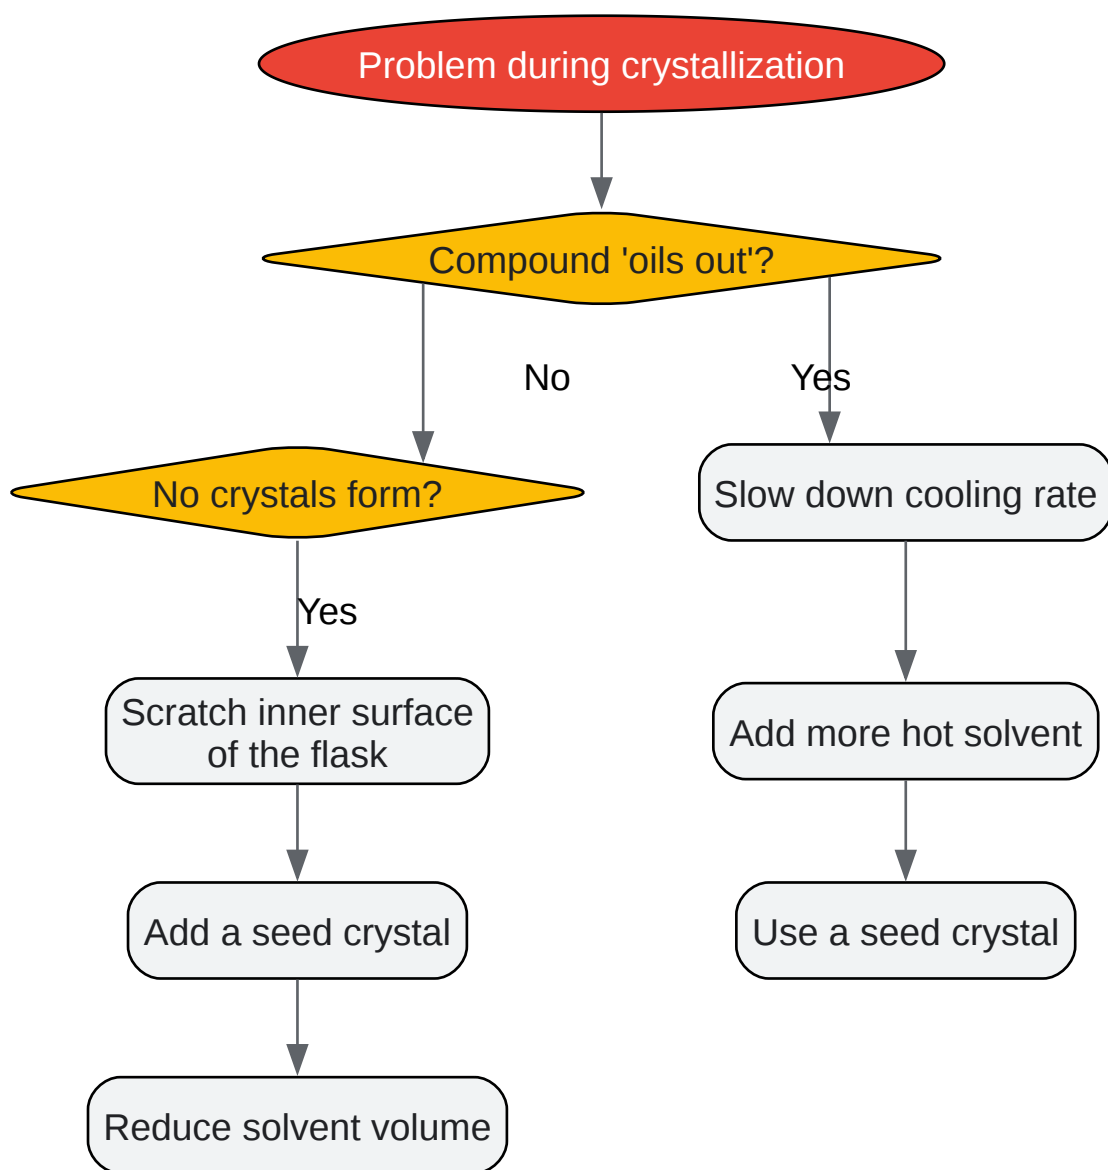 Problem during crystallization
Compound 'oils out'?
No
Yes
No crystals form?
Slow down cooling rate
Yes
Scratch inner surface
of the flask
Add more hot solvent
Add a seed crystal
Use a seed crystal
Reduce solvent volume